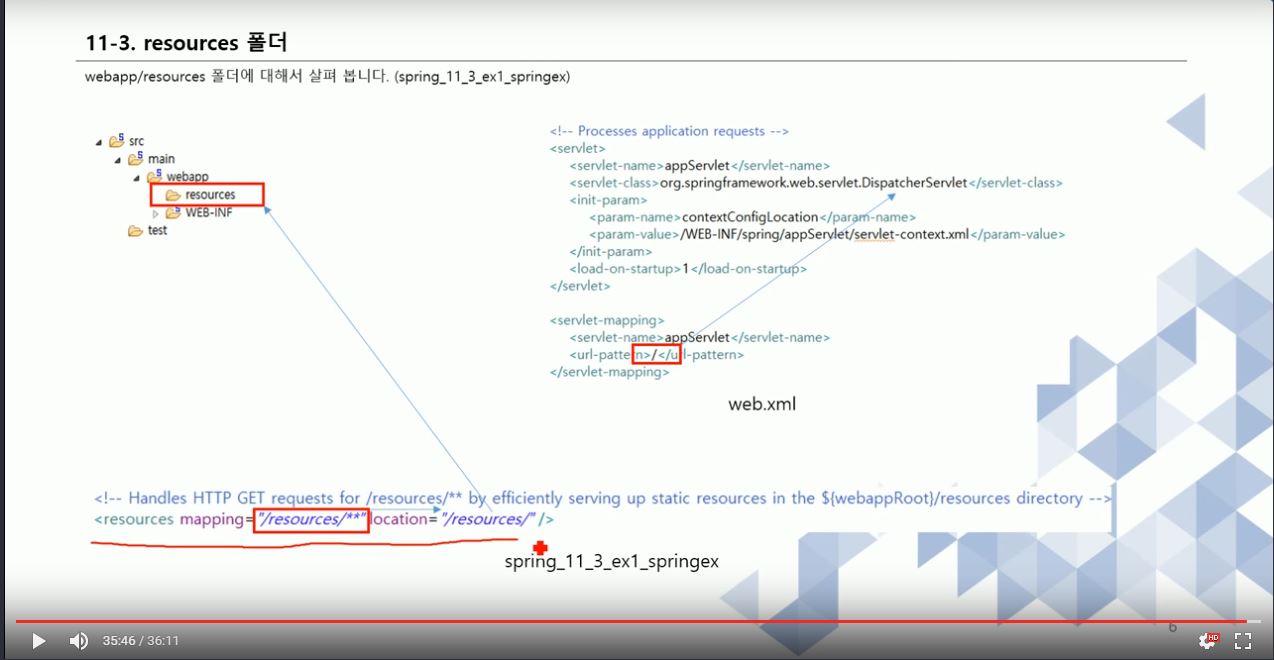 11-3. resources 폴더
webapp/resources 폴더에 대해서 살펴 봅니다. (spring_11_3_ex1_springex)
src
main
webapp
resources
WEB-INF
test
<!-- Processes application requests -->
<servlet>
<servlet-name>appServlet</servlet-name>
<servlet-class>org.springframework.web.servlet.DispatcherServlet</servlet-class>
<init-param>
<param-name>contextConfigLocation</param-name>
<param-value>/WEB-INF/spring/appServlet/servlet-context.xml</param-value>
</init-param>
<load-on-startup>1</load-on-startup>
</servlet>
<servlet-mapping>
<servlet-name>appServlet</servlet-name>
<url-pattern>/</url-pattern>
</servlet-mapping>
web.xml
<!-- Handles HTTP GET requests for /resources/** by efficiently serving up static resources in the ${webappRoot}/resources directory -->
<resources mapping="/resources/**" location="/resources/" />
spring_11_3_ex1_springex
6
35:46 / 36:11
HD